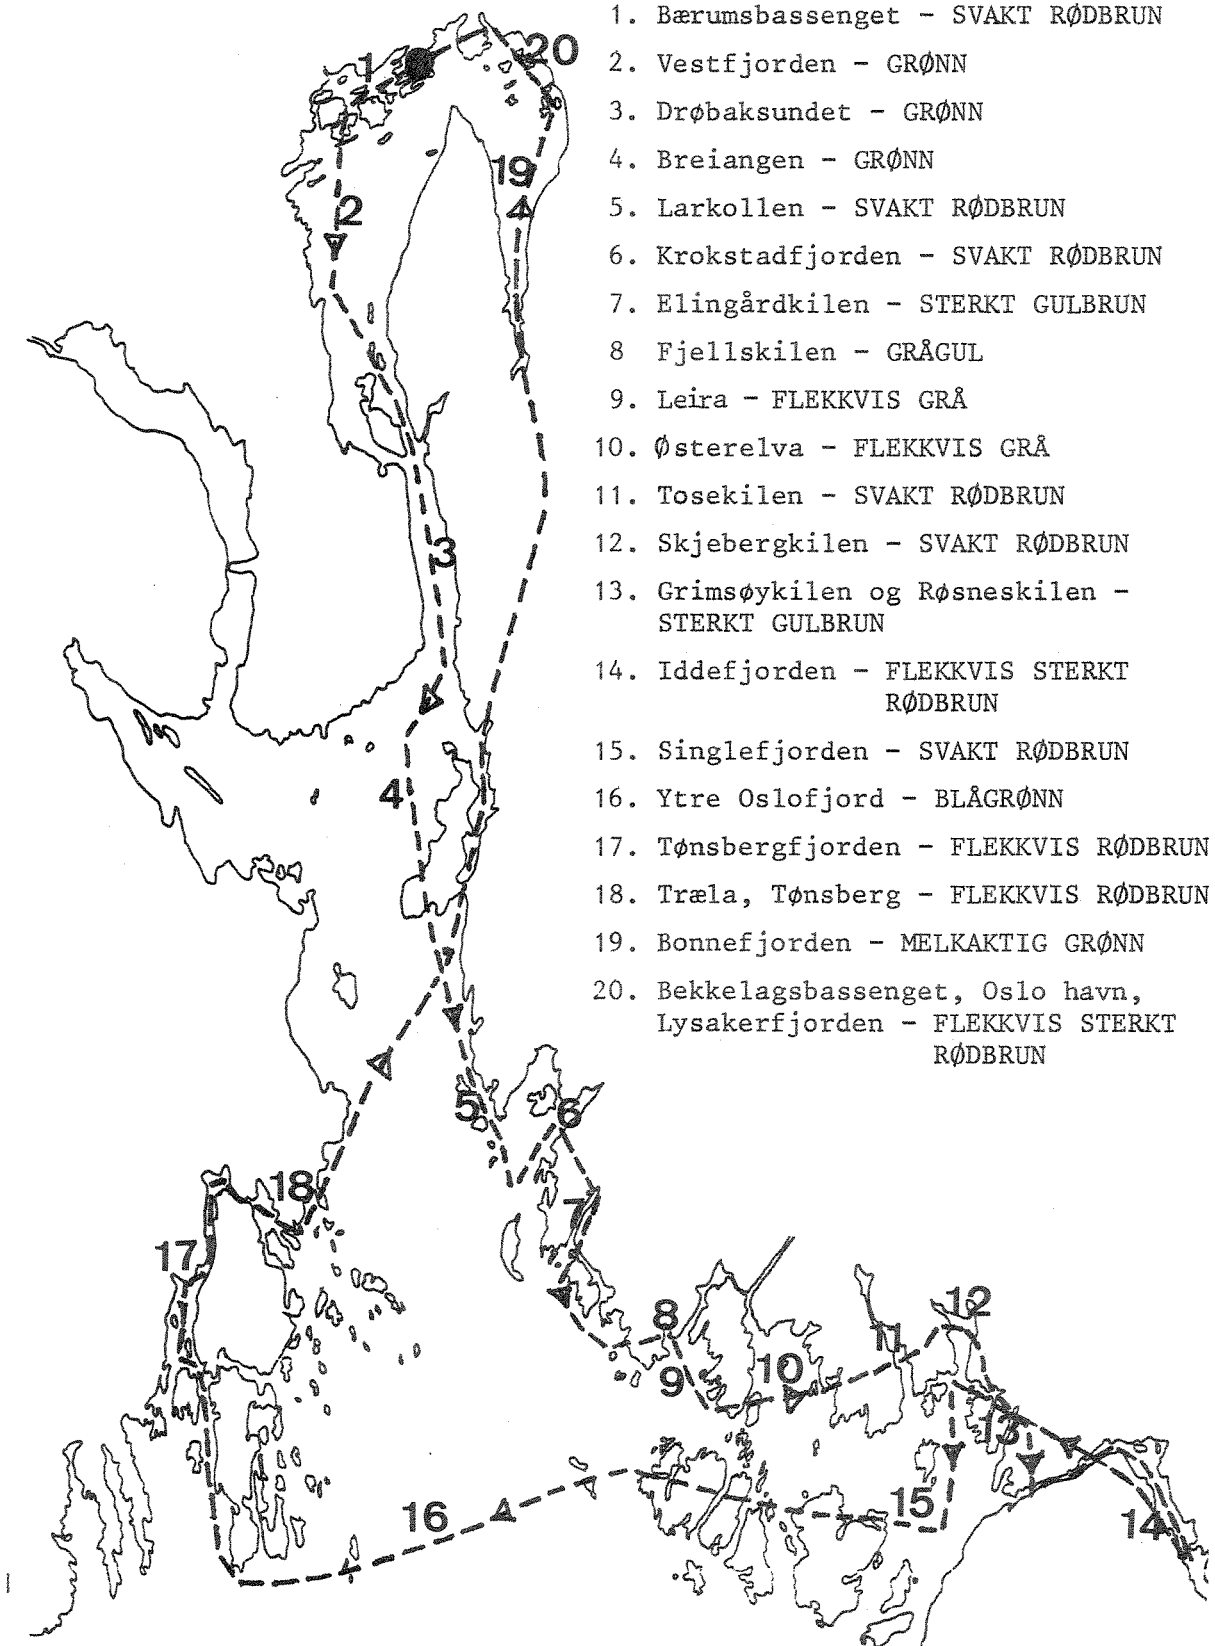 1. Bærumsbassenget - SVAKT RØDBRUN
2. Vestfjorden - GRØNN
3. Drøbaksundet - GRØNN
4. Breiangen - GRØNN
5. Larkollen - SVAKT RØDBRUN
6. Krokstadfjorden - SVAKT RØDBRUN
7. Elingårdkilen - STERKT GULBRUN
8 Fjellskilen - GRÅGUL
9. Leira - FLEKKVIS GRÅ
10. Østerelva - FLEKKVIS GRÅ
11. Tosekilen - SVAKT RØDBRUN
12. Skjebergkilen - SVAKT RØDBRUN
13. Grimsøykilen og Røsneskilen -
STERKT GULBRUN
14. Iddefjorden - FLEKKVIS STERKT
RØDBRUN
15. Singlefjorden - SVAKT RØDBRUN
16. Ytre Oslofjord - BLÅGRØNN
17. Tønsbergfjorden - FLEKKVIS RØDBRUN
18. Træla, Tønsberg - FLEKKVIS RØDBRUN
19. Bonnefjorden - MELKAKTIG GRØNN
20. Bekkelagsbassenget, Oslo havn,
Lysakerfjorden - FLEKKVIS STERKT
RØDBRUN
1
20
19
2
3
4
5
6
18
7
17
8
12
11
9
10
13
15
16
14